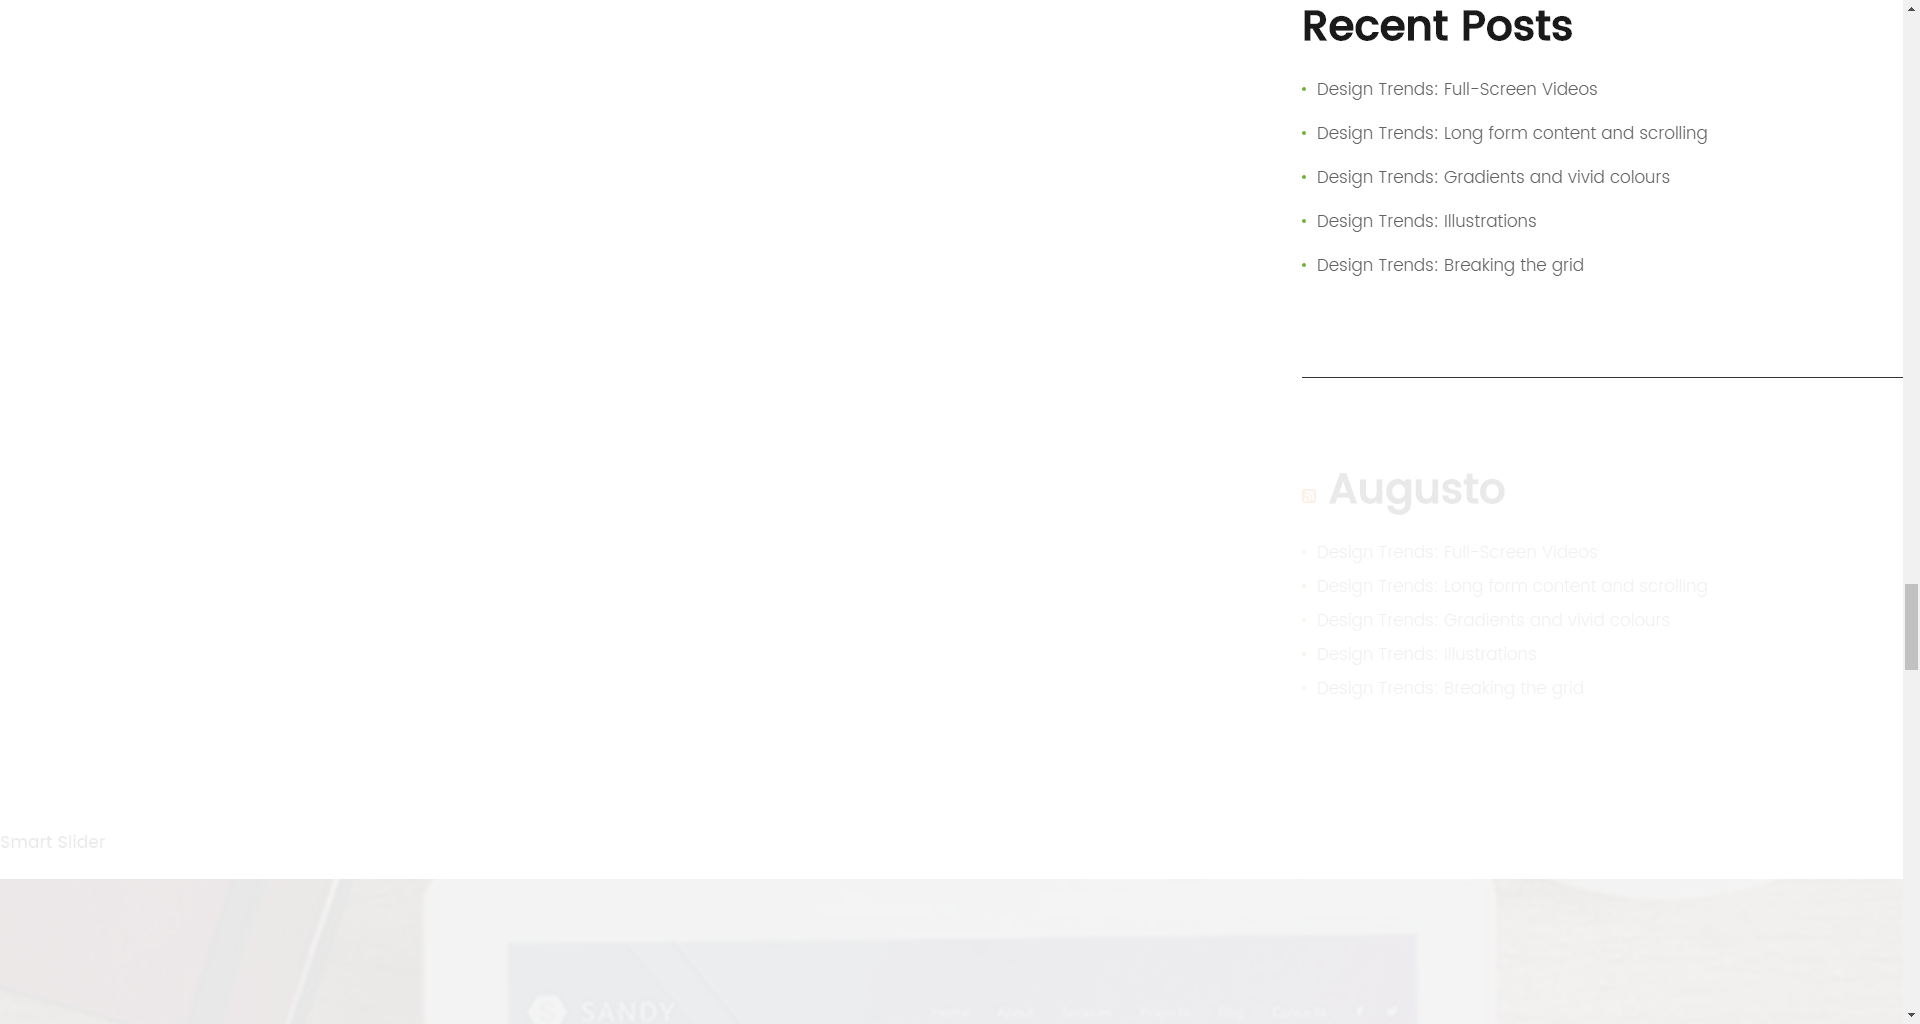 Recent Posts
Design Trends: Full-Screen Videos
Design Trends: Long form content and scrolling
Design Trends: Gradients and vivid colours
Design Trends: Illustrations
Design Trends: Breaking the grid
Augusto
Design Trends: Full-Screen Videos
Design Trends: Long form content and scrolling
Design Trends: Gradients and vivid colours
Design Trends: Illustrations
Design Trends: Breaking the grid
Smart Slider
SANDY